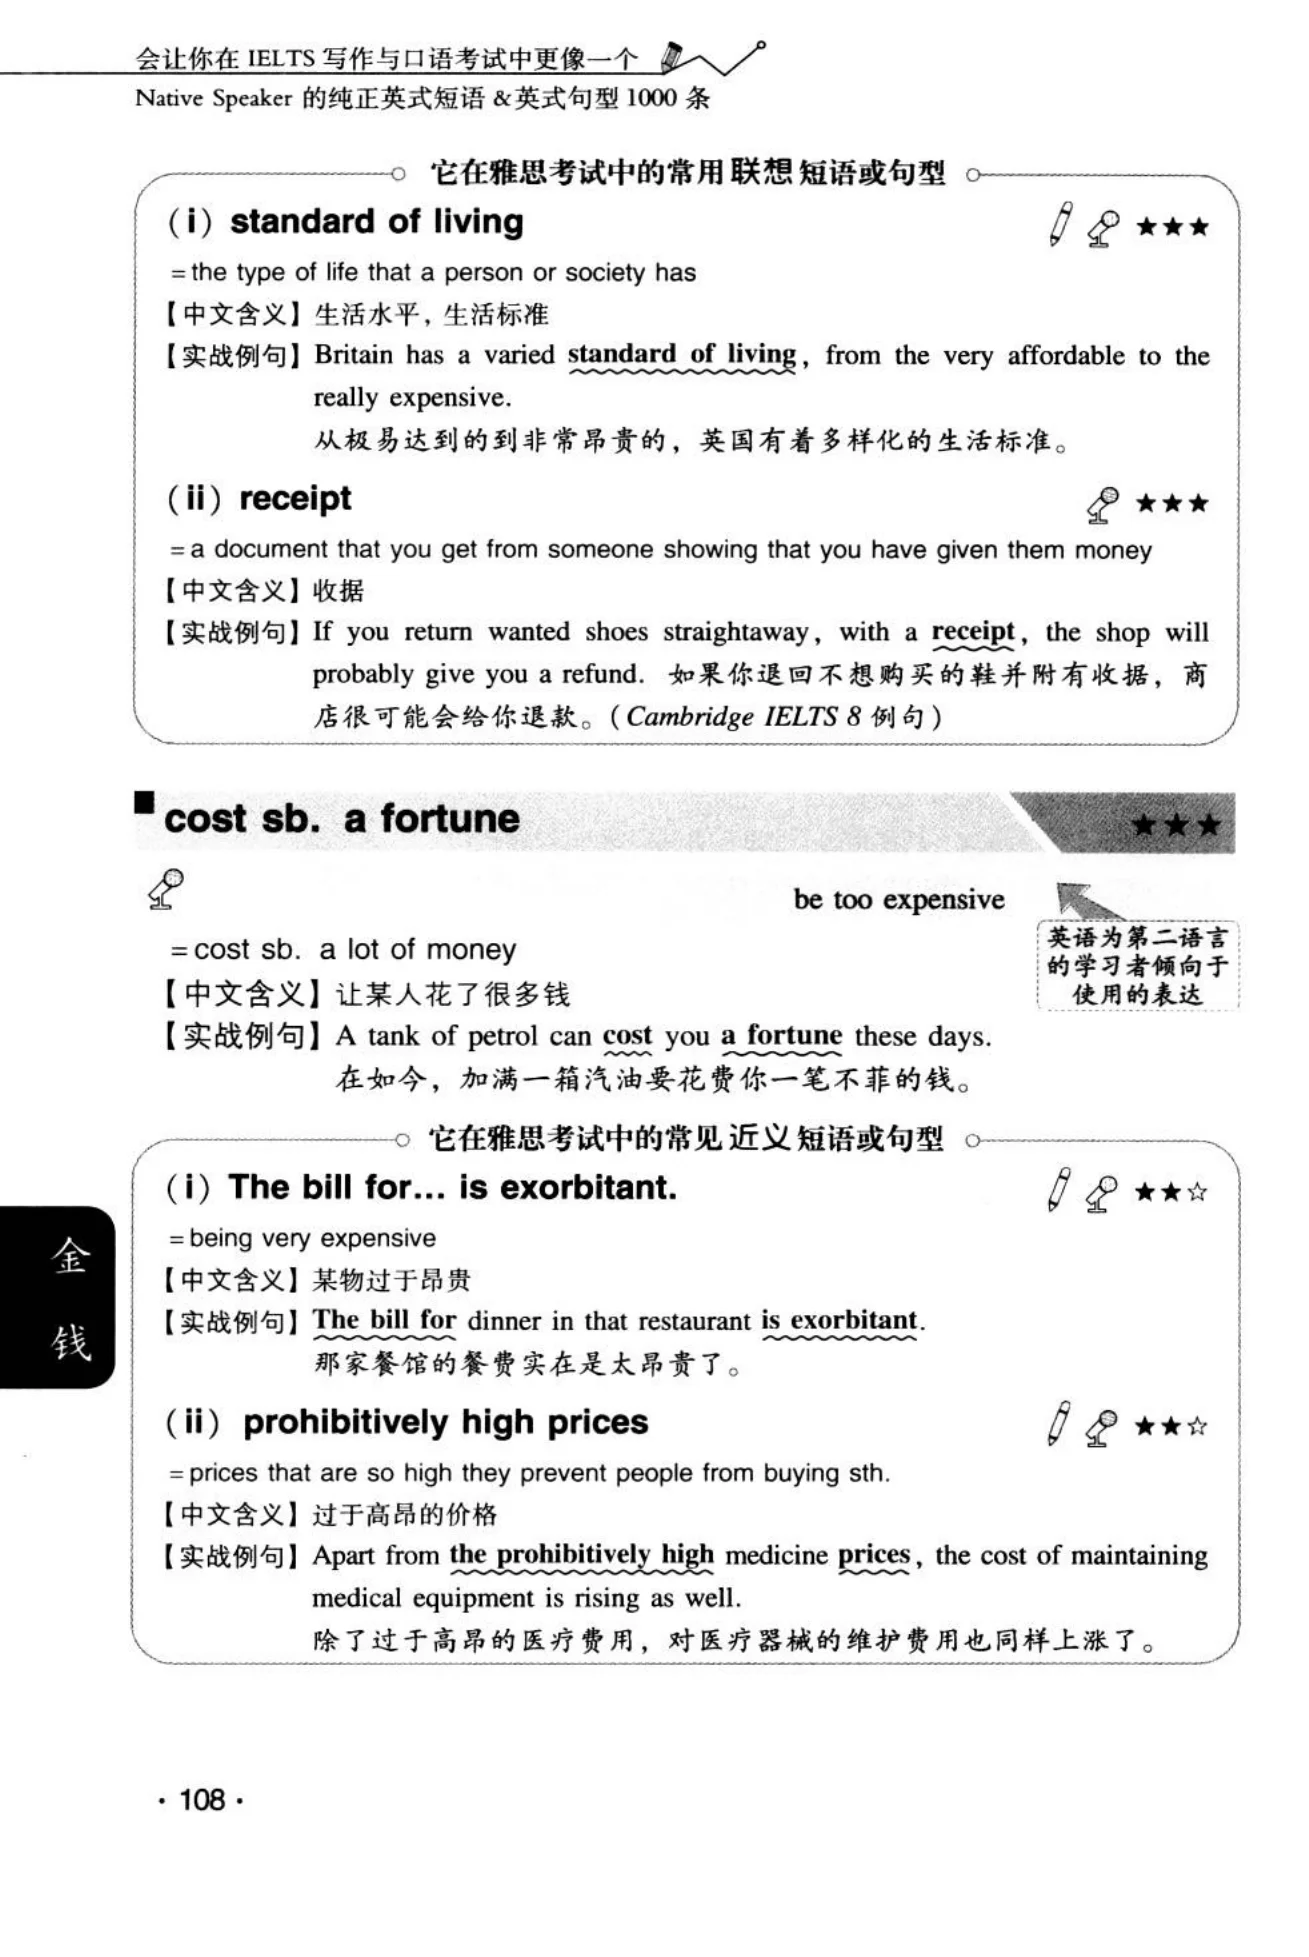 会让你在 IELTS 写作与口语考试中更像一个
Native Speaker 的纯正英式短语 &英式句型 1000 条
它在雅思考试中的常用联想短语或句型
(i) standard of living ★★★
=the type of life that a person or society has
【中文含义】生活水平，生活标准
【实战例句】Britain has a varied standard of living, from the very affordable to the
really expensive.
从极易达到的到非常昂贵的，英国有着多样化的生活标准。
(ii) receipt ★★★
=a document that you get from someone showing that you have given them money
【中文含义】收据
【实战例句】If you return wanted shoes straightaway, with a receipt, the shop will
probably give you a refund. 如果你退回不想购买的鞋并附有收据，商
店很可能会给你退款。(Cambridge IELTS 8 例句)
■cost sb. a fortune ★★★
be too expensive
英语为第二语言
的学习者倾向于
使用的表达
=cost sb. a lot of money
【中文含义】让某人花了很多钱
【实战例句】A tank of petrol can cost you a fortune these days.
在如今，加满一箱汽油要花费你一笔不菲的钱。
它在雅思考试中的常见近义短语或句型
(i) The bill for... is exorbitant. ★★☆
=being very expensive
【中文含义】某物过于昂贵
【实战例句】The bill for dinner in that restaurant is exorbitant.
那家餐馆的餐费实在是太昂贵了。
(ii) prohibitively high prices ★★☆
=prices that are so high they prevent people from buying sth.
【中文含义】过于高昂的价格
【实战例句】Apart from the prohibitively high medicine prices, the cost of maintaining
medical equipment is rising as well.
除了过于高昂的医疗费用，对医疗器械的维护费用也同样上涨了。
金
钱
·108·